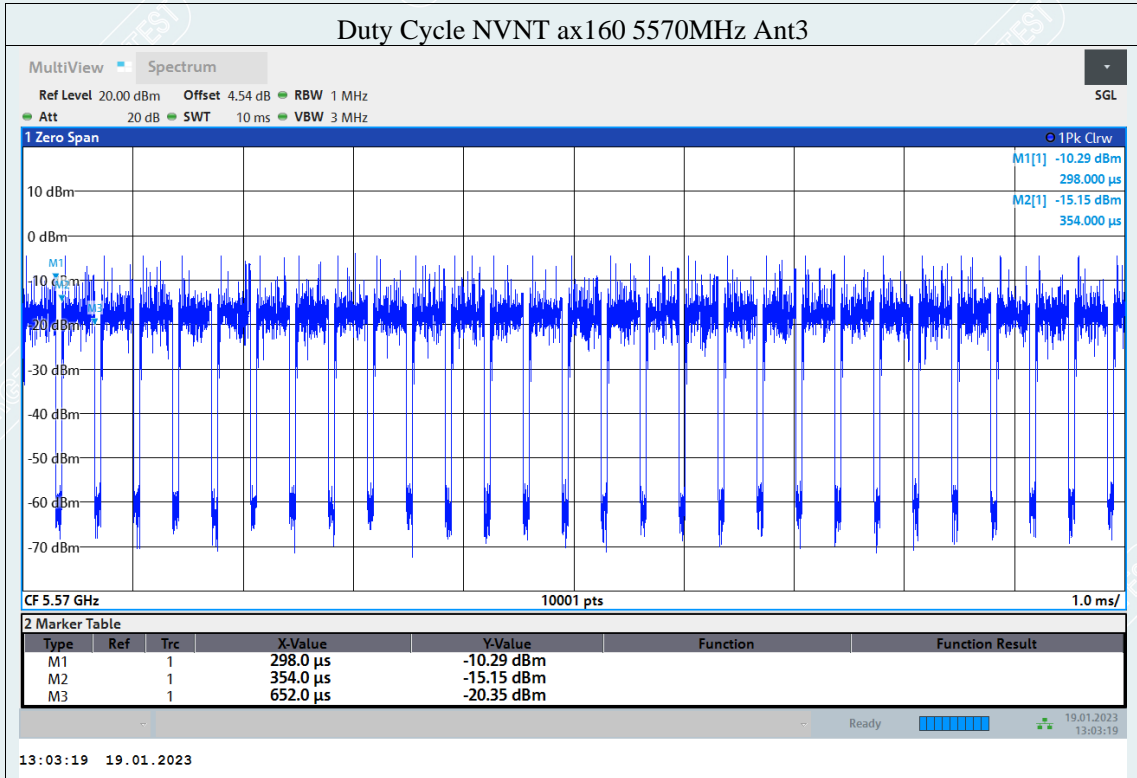 Duty Cycle NVNT ax160 5570MHz Ant3
MultiView Spectrum
Ref Level 20.00 dBm Offset 4.54 dB RBW 1 MHz SGL
Att 20 dB SWT 10 ms VBW 3 MHz
1 Zero Span 1Pk Clrw
M1[1] -10.29 dBm
298.000 µs
M2[1] -15.15 dBm
354.000 µs
10 dBm
0 dBm
M1
-10 dBm
M2
M3
-20 dBm
-30 dBm
-40 dBm
-50 dBm
-60 dBm
-70 dBm
CF 5.57 GHz 10001 pts 1.0 ms/
2 Marker Table
Type Ref Trc X-Value Y-Value Function Function Result
M1 1 298.0 µs -10.29 dBm
M2 1 354.0 µs -15.15 dBm
M3 1 652.0 µs -20.35 dBm
Ready 19.01.2023
13:03:19
13:03:19 19.01.2023